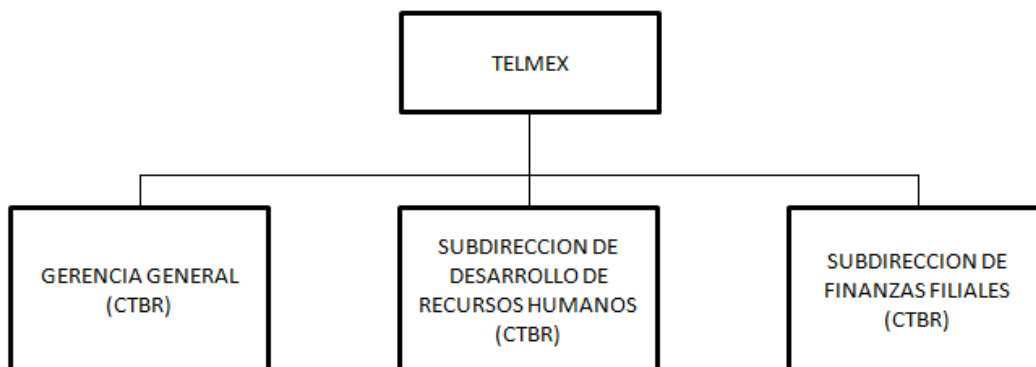 TELMEX
GERENCIA GENERAL
(CTBR)
SUBDIRECCION DE
DESARROLLO DE
RECURSOS HUMANOS
(CTBR)
SUBDIRECCION DE
FINANZAS FILIALES
(CTBR)